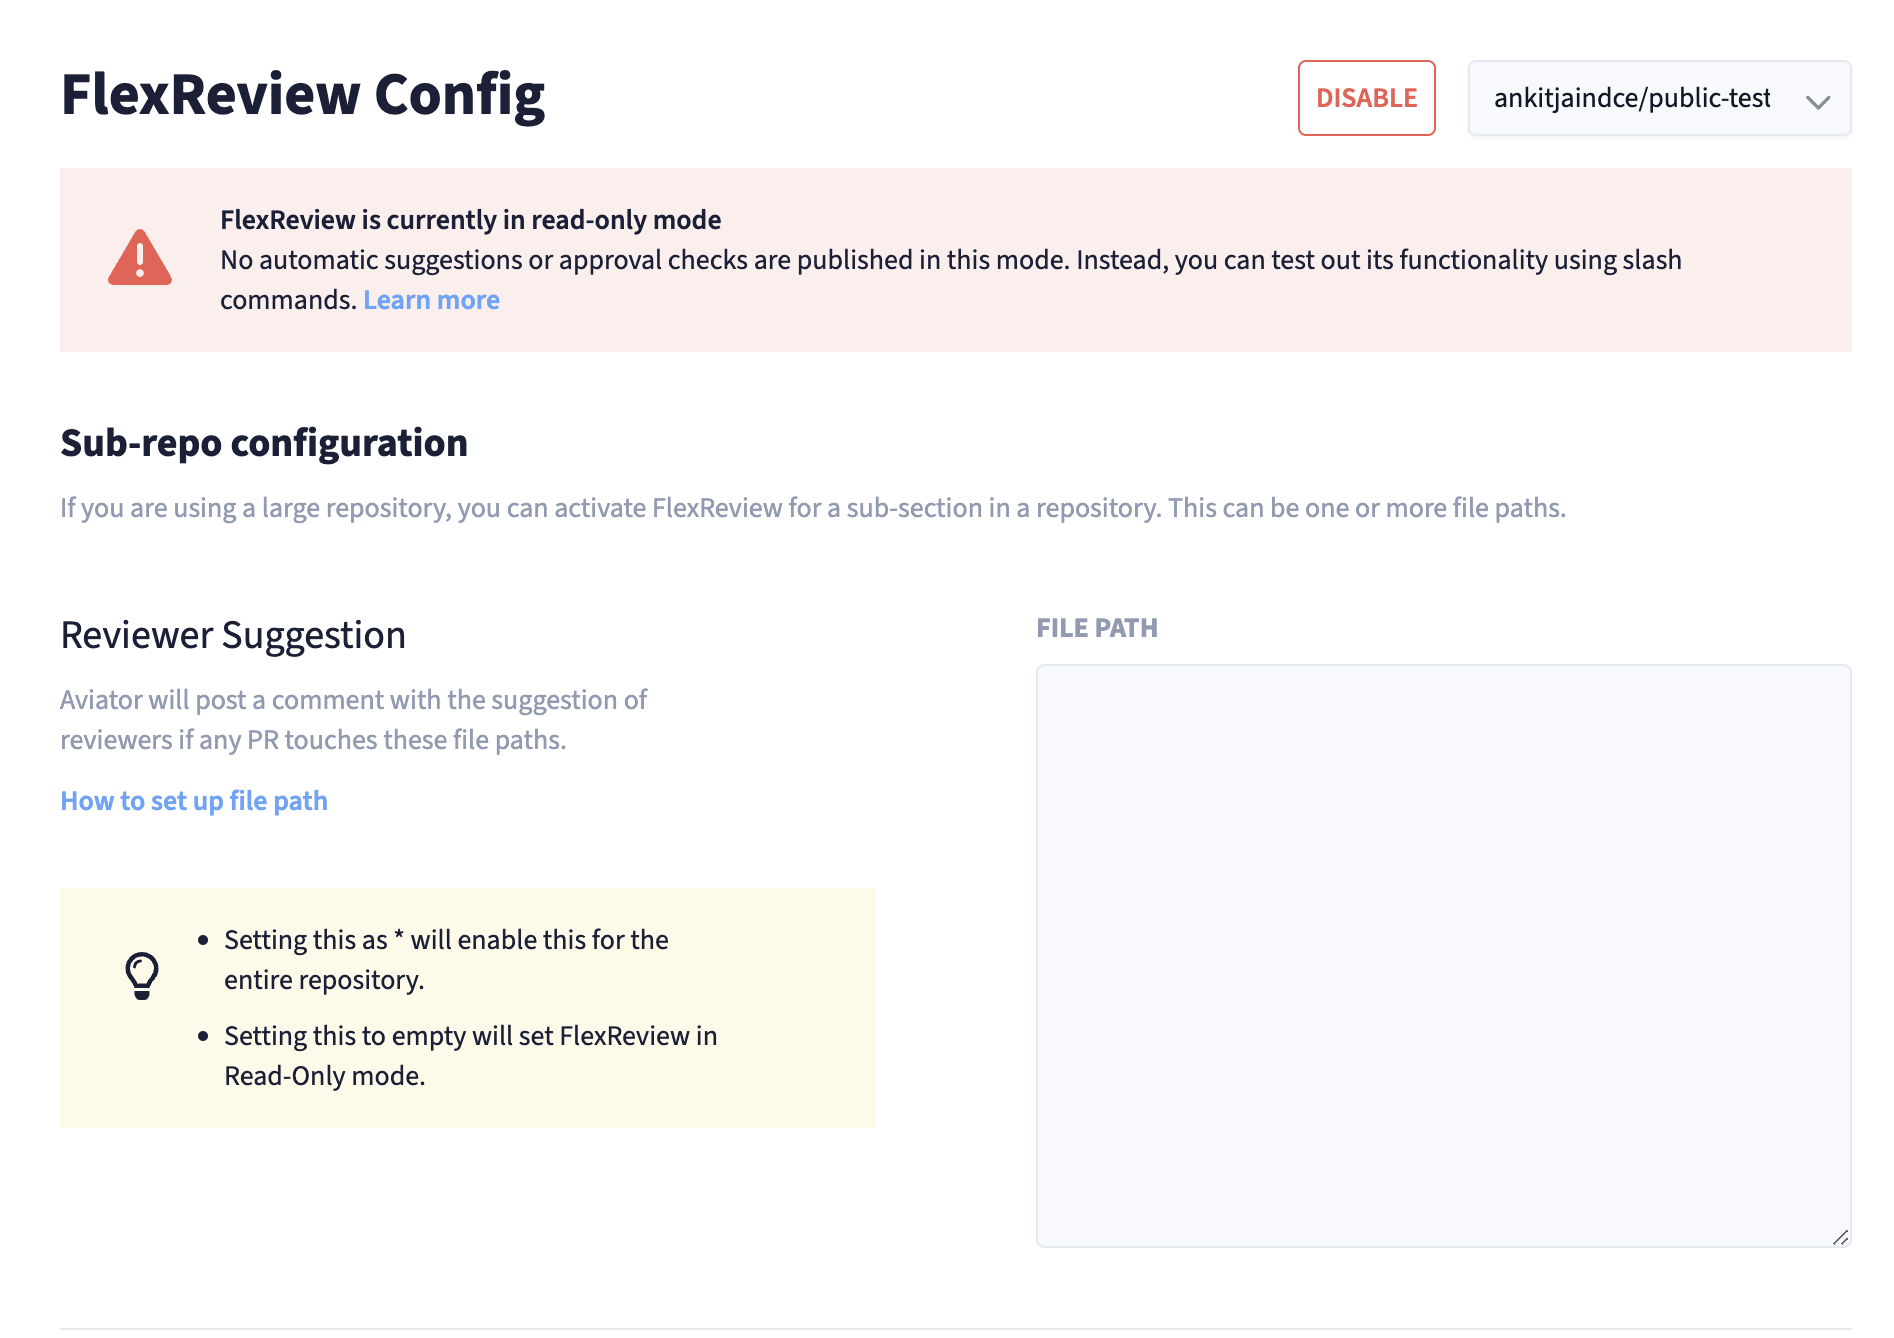 FlexReview Config
DISABLE
ankitjaindce/public-test
FlexReview is currently in read-only mode
No automatic suggestions or approval checks are published in this mode. Instead, you can test out its functionality using slash
commands. Learn more
Sub-repo configuration
If you are using a large repository, you can activate FlexReview for a sub-section in a repository. This can be one or more file paths.
Reviewer Suggestion
Aviator will post a comment with the suggestion of
reviewers if any PR touches these file paths.
How to set up file path
• Setting this as * will enable this for the
entire repository.
• Setting this to empty will set FlexReview in
Read-Only mode.
FILE PATH